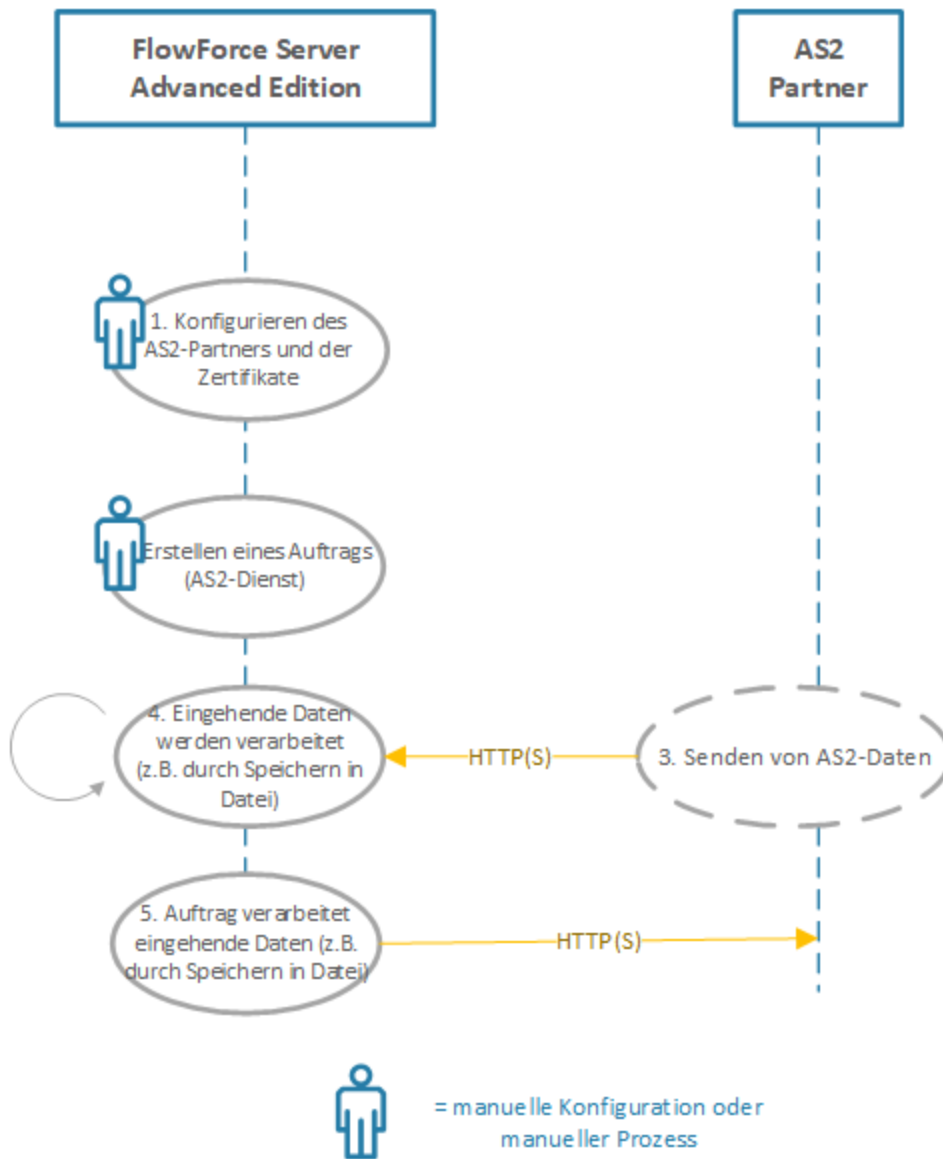 FlowForce Server
Advanced Edition
AS2
Partner
1. Konfigurieren des
AS2-Partners und der
Zertifikate
Erstellen eines Auftrags
(AS2-Dienst)
4. Eingehende Daten
werden verarbeitet
(z.B. durch Speichern in
Datei)
HTTP(S)
3. Senden von AS2-Daten
5. Auftrag verarbeitet
eingehende Daten (z.B.
durch Speichern in Datei)
HTTP(S)
= manuelle Konfiguration oder
manueller Prozess